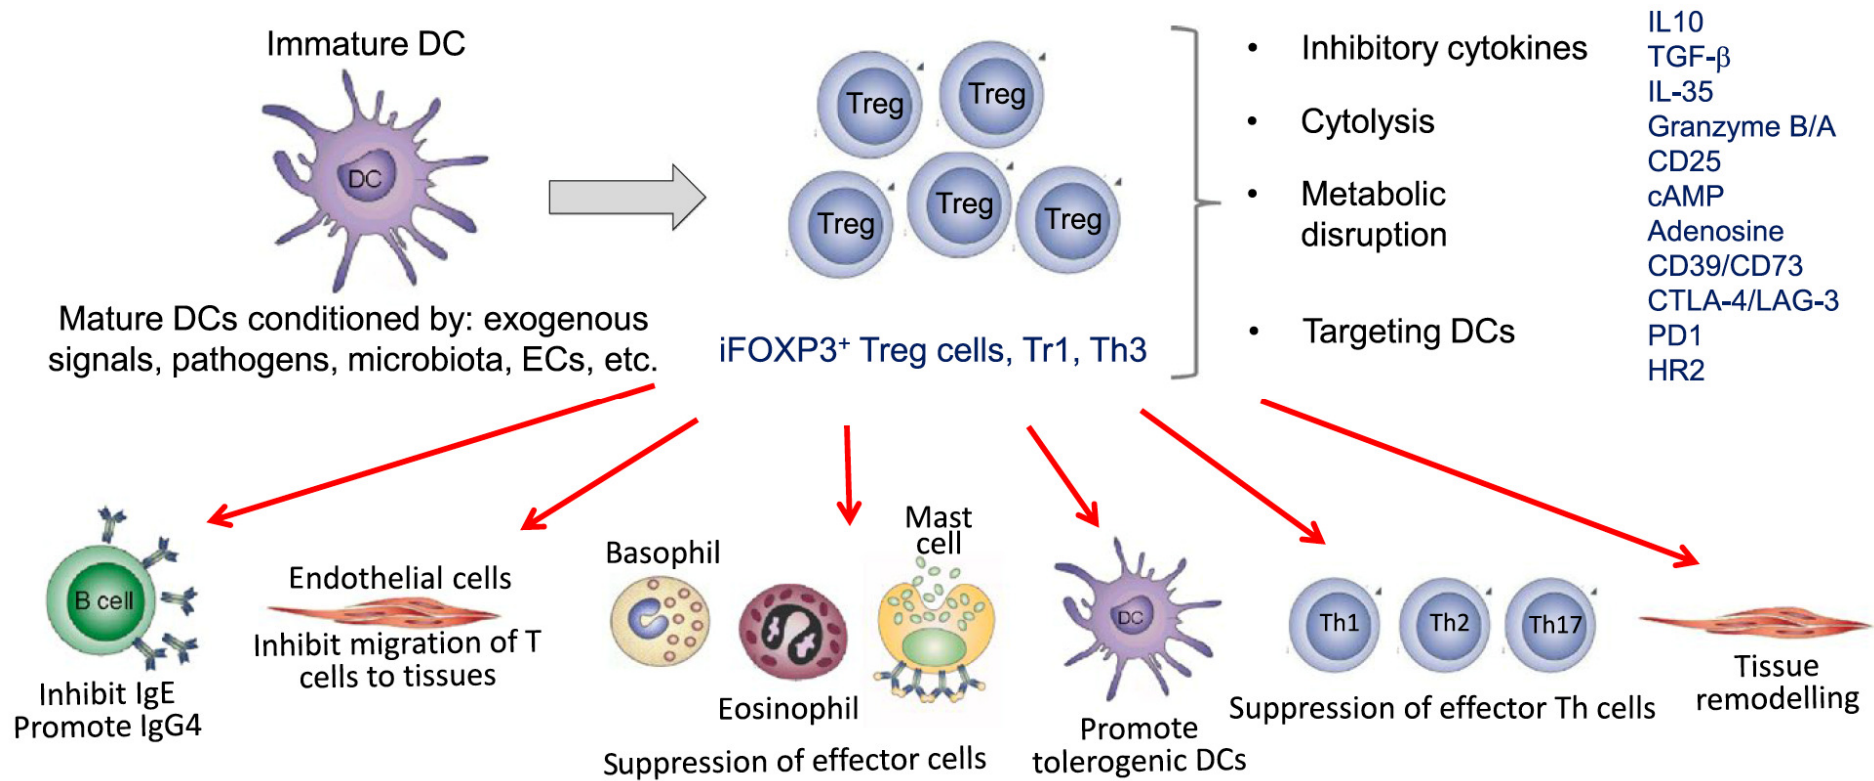 Immature DC
DC
Mature DCs conditioned by: exogenous
signals, pathogens, microbiota, ECs, etc.
Treg
Treg
Treg
Treg
Treg
iFOXP3⁺ Treg cells, Tr1, Th3
• Inhibitory cytokines
• Cytolysis
• Metabolic
disruption
• Targeting DCs
IL10
TGF-β
IL-35
Granzyme B/A
CD25
cAMP
Adenosine
CD39/CD73
CTLA-4/LAG-3
PD1
HR2
B cell
Inhibit IgE
Promote IgG4
Endothelial cells
Inhibit migration of T
cells to tissues
Basophil
Eosinophil
Mast
cell
Suppression of effector cells
DC
Promote
tolerogenic DCs
Th1
Th2
Th17
Suppression of effector Th cells
Tissue
remodelling